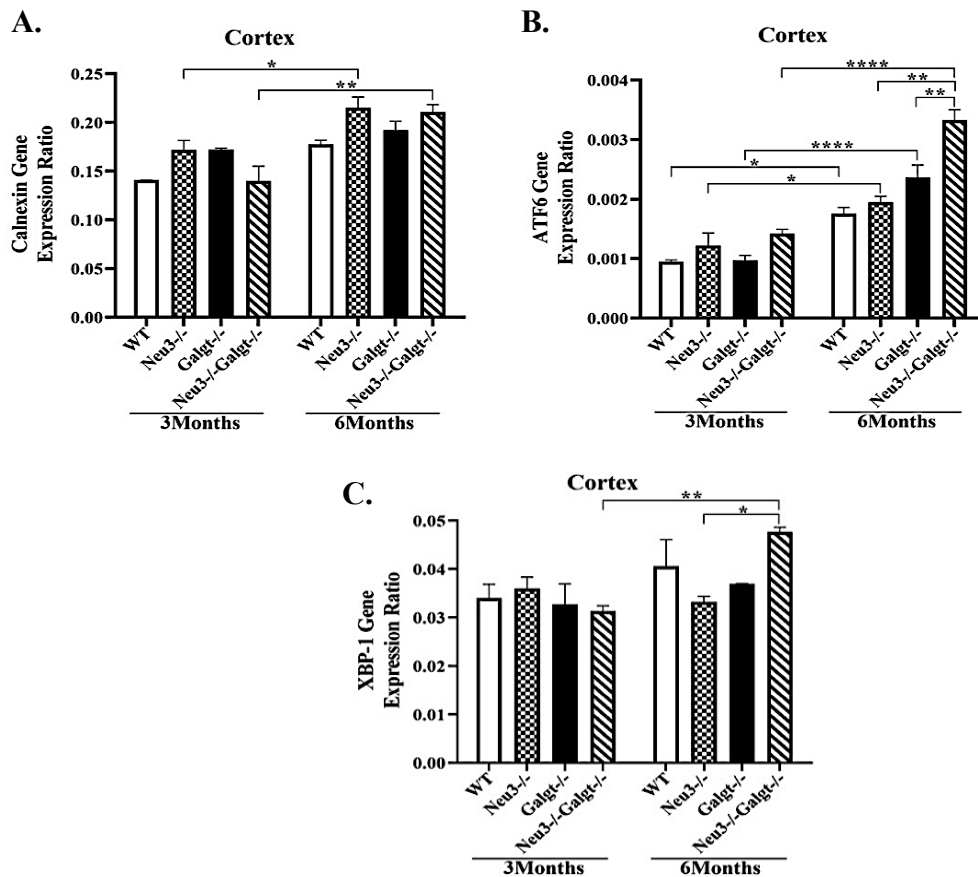 A.
Cortex
Calnexin Gene
Expression Ratio
0.25
0.20
0.15
0.10
0.05
0.00
*
**
WT
Neu3-/-
Galgt-/-
Neu3-/-Galgt-/-
WT
Neu3-/-
Galgt-/-
Neu3-/-Galgt-/-
3Months
6Months
B.
Cortex
ATF6 Gene
Expression Ratio
0.004
0.003
0.002
0.001
0.000
****
**
**
****
*
*
WT
Neu3-/-
Galgt-/-
Neu3-/-Galgt-/-
WT
Neu3-/-
Galgt-/-
Neu3-/-Galgt-/-
3Months
6Months
C.
Cortex
XBP-1 Gene
Expression Ratio
0.05
0.04
0.03
0.02
0.01
0.00
**
*
WT
Neu3-/-
Galgt-/-
Neu3-/-Galgt-/-
WT
Neu3-/-
Galgt-/-
Neu3-/-Galgt-/-
3Months
6Months